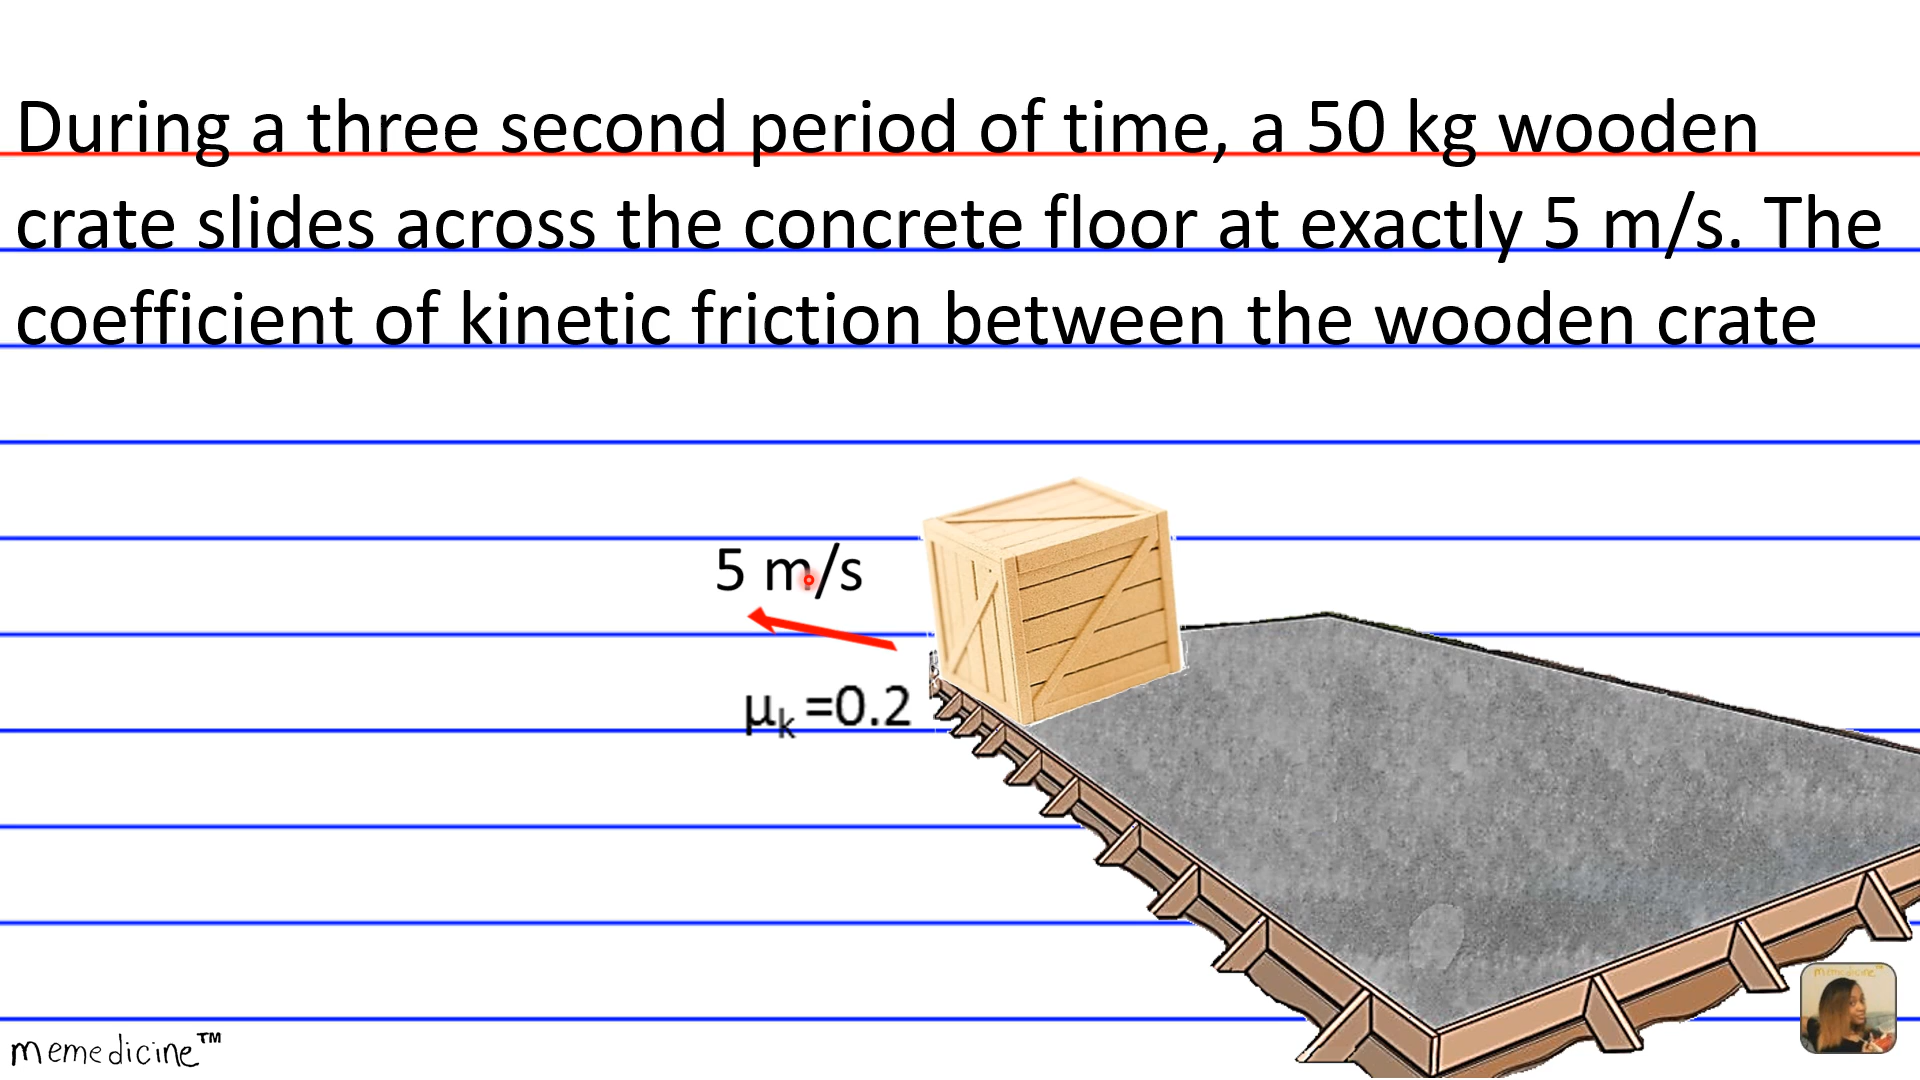 During a three second period of time, a 50 kg wooden
crate slides across the concrete floor at exactly 5 m/s. The
coefficient of kinetic friction between the wooden crate
5 m/s
μk =0.2
memedicine™
memedicine™